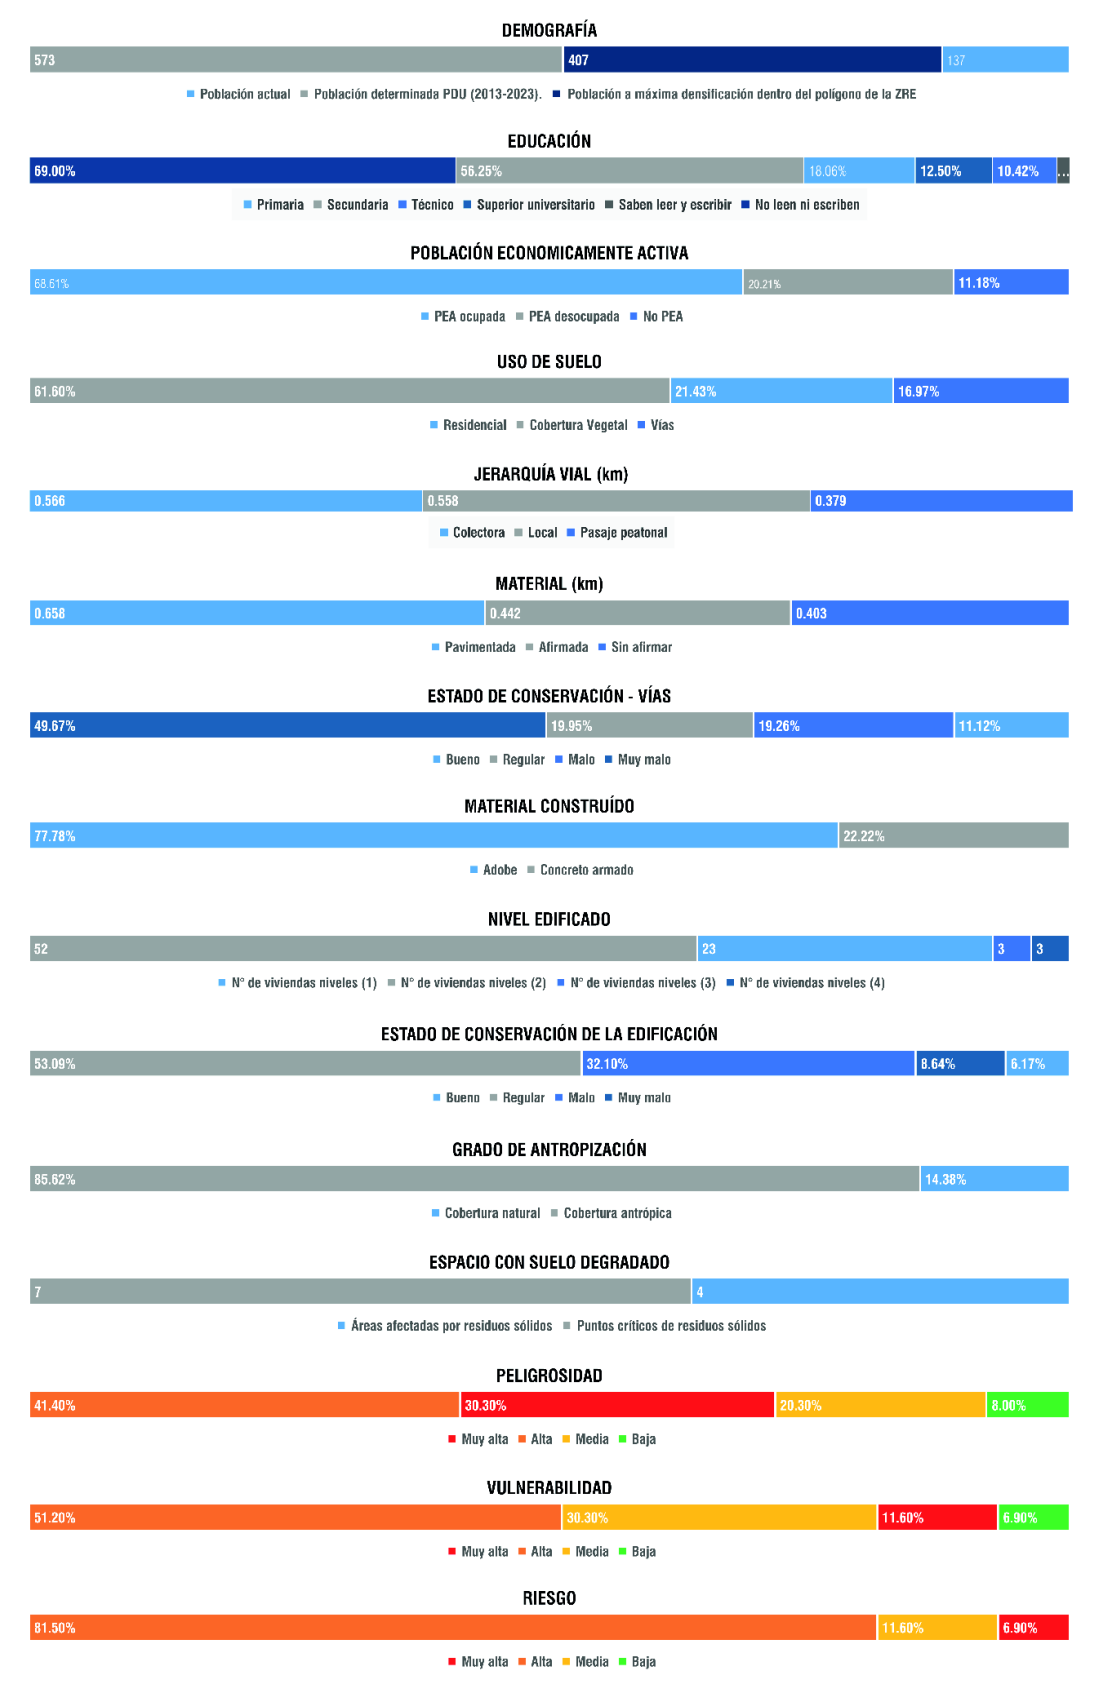 DEMOGRAFÍA
573 407 137
Población actual Población determinada PDU (2013-2023). Población a máxima densificación dentro del polígono de la ZRE
EDUCACIÓN
69.00% 56.25% 18.06% 12.50% 10.42% ...
Primaria Secundaria Técnico Superior universitario Saben leer y escribir No leen ni escriben
POBLACIÓN ECONOMICAMENTE ACTIVA
68.61% 20.21% 11.18%
PEA ocupada PEA desocupada No PEA
USO DE SUELO
61.60% 21.43% 16.97%
Residencial Cobertura Vegetal Vías
JERARQUÍA VIAL (km)
0.566 0.558 0.379
Colectora Local Pasaje peatonal
MATERIAL (km)
0.658 0.442 0.403
Pavimentada Afirmada Sin afirmar
ESTADO DE CONSERVACIÓN - VÍAS
49.67% 19.95% 19.26% 11.12%
Bueno Regular Malo Muy malo
MATERIAL CONSTRUÍDO
77.78% 22.22%
Adobe Concreto armado
NIVEL EDIFICADO
52 23 3 3
N° de viviendas niveles (1) N° de viviendas niveles (2) N° de viviendas niveles (3) N° de viviendas niveles (4)
ESTADO DE CONSERVACIÓN DE LA EDIFICACIÓN
53.09% 32.10% 8.64% 6.17%
Bueno Regular Malo Muy malo
GRADO DE ANTROPIZACIÓN
85.62% 14.38%
Cobertura natural Cobertura antrópica
ESPACIO CON SUELO DEGRADADO
7 4
Áreas afectadas por residuos sólidos Puntos críticos de residuos sólidos
PELIGROSIDAD
41.40% 30.30% 20.30% 8.00%
Muy alta Alta Media Baja
VULNERABILIDAD
51.20% 30.30% 11.60% 6.90%
Muy alta Alta Media Baja
RIESGO
81.50% 11.60% 6.90%
Muy alta Alta Media Baja